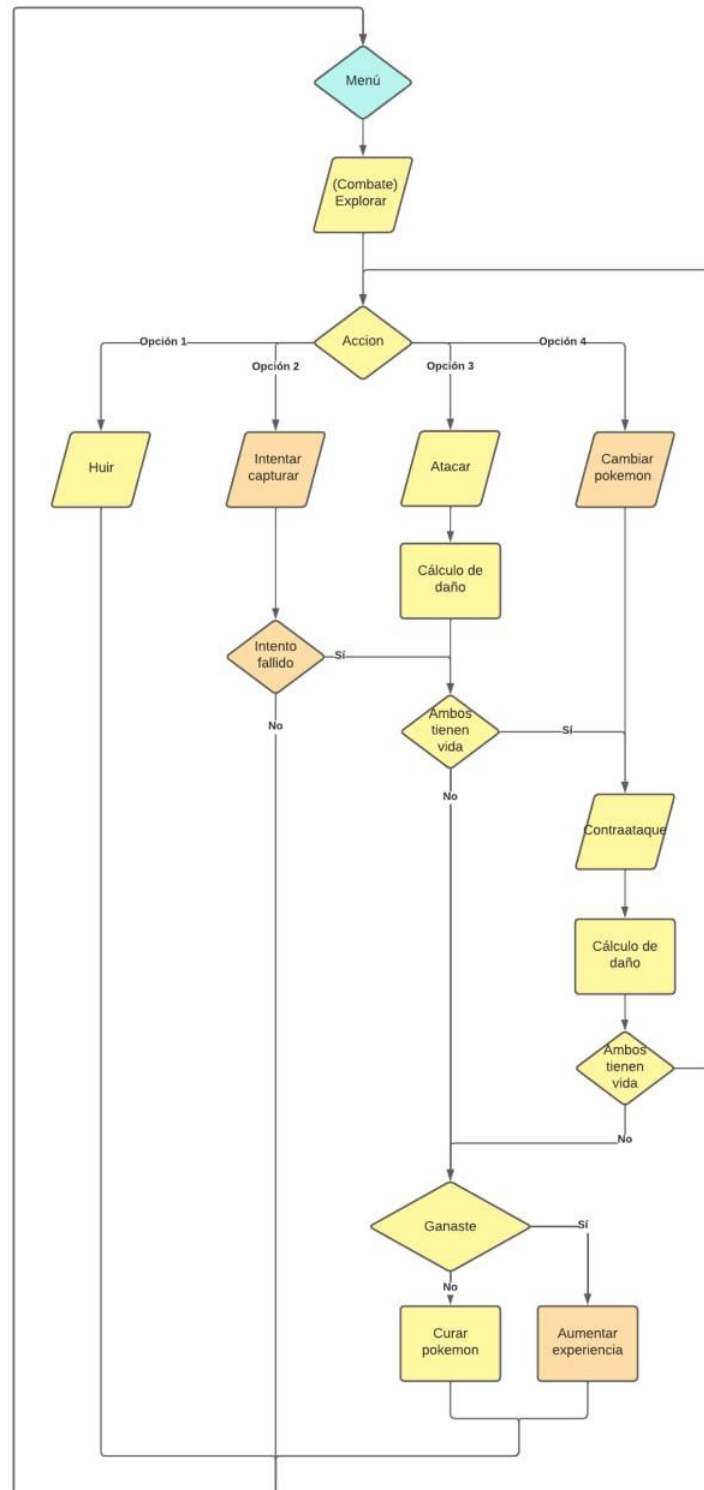 Menú
(Combate)
Explorar
Accion
Opción 1
Opción 2
Opción 3
Opción 4
Huir
Intentar
capturar
Atacar
Cambiar
pokemon
Cálculo de
daño
Intento
fallido
Sí
No
Ambos
tienen
vida
Sí
No
Contraataque
Cálculo de
daño
Ambos
tienen
vida
No
Ganaste
Sí
No
Curar
pokemon
Aumentar
experiencia